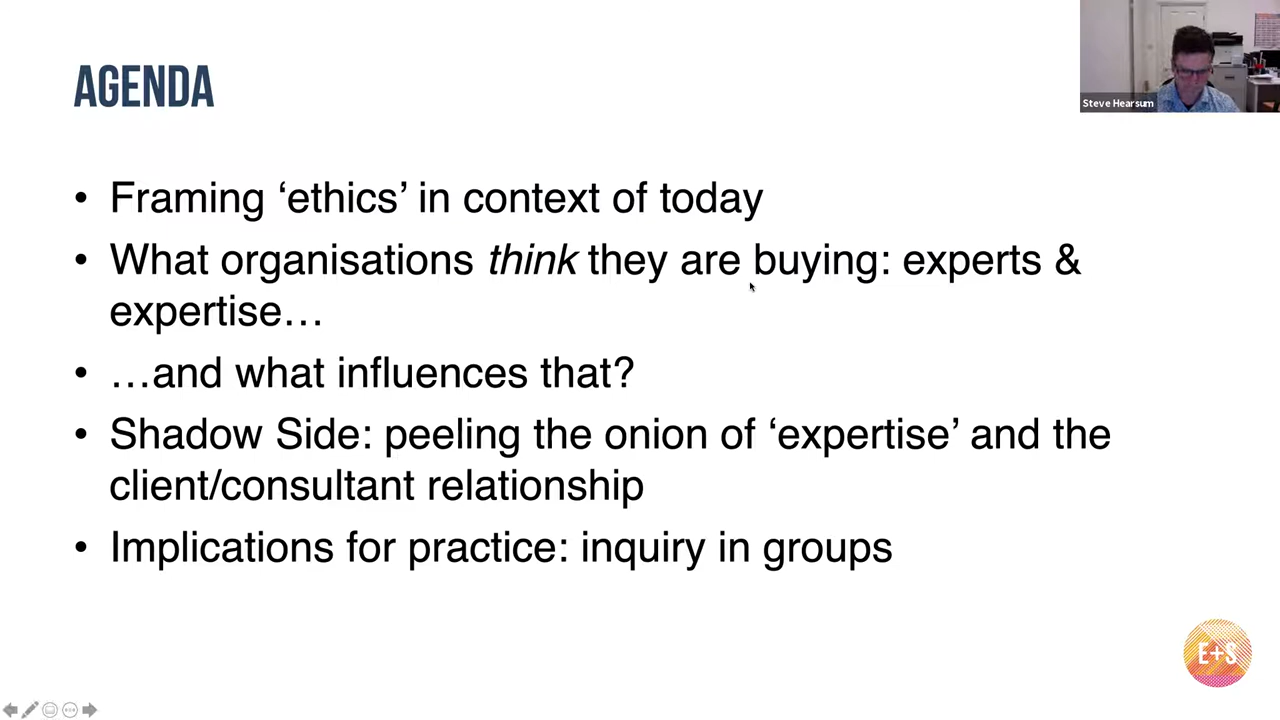 AGENDA
Steve Hearsum
• Framing ‘ethics’ in context of today
• What organisations think they are buying: experts &
expertise…
• …and what influences that?
• Shadow Side: peeling the onion of ‘expertise’ and the
client/consultant relationship
• Implications for practice: inquiry in groups
E+S